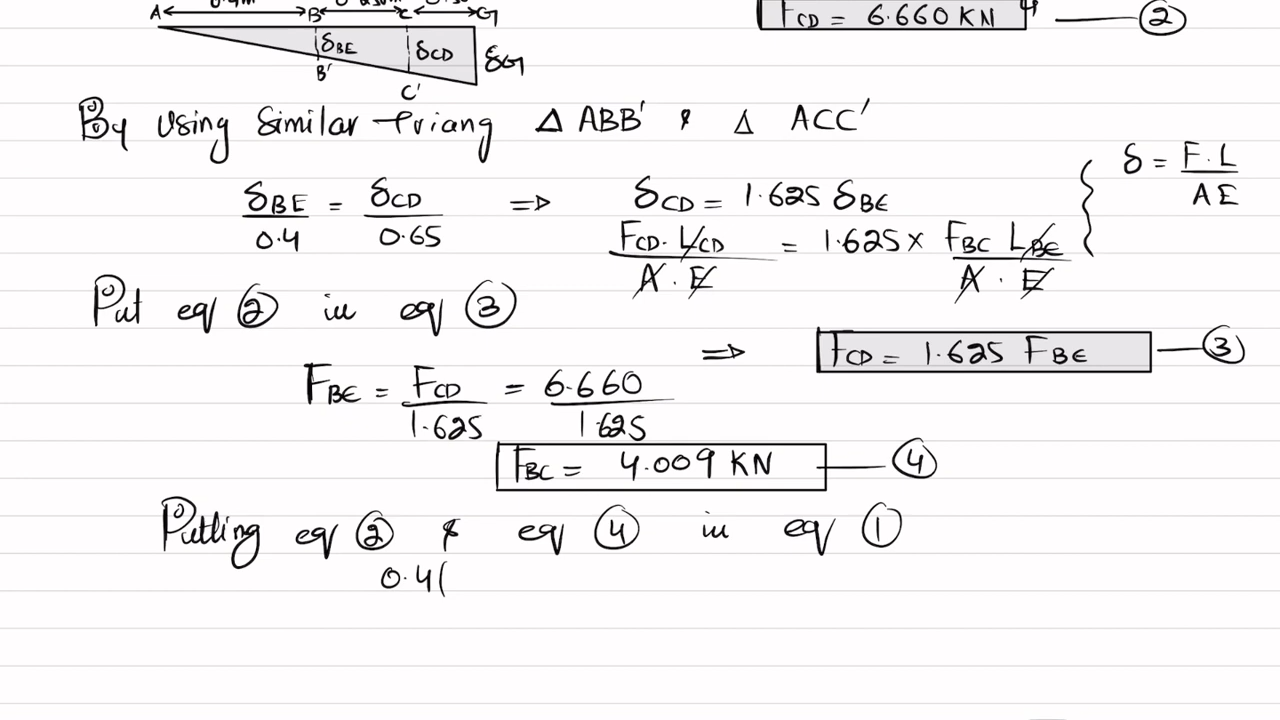 A B C G
F_CD = 6.660 KN ②
δBE δCD δG
B'
C'
By Using Similar Triang Δ ABB' & Δ ACC'
δBE / 0.4 = δCD / 0.65 ⇒ δCD = 1.625 δBE { δ = F.L / AE
FCD. LCD / A . E = 1.625 × FBC LBE / A . E
Put eq ② in eq ③
⇒ FCD = 1.625 FBE ③
FBE = FCD / 1.625 = 6.660 / 1.625
FBC = 4.009 KN ④
Putting eq ② & eq ④ in eq ①
0.4(